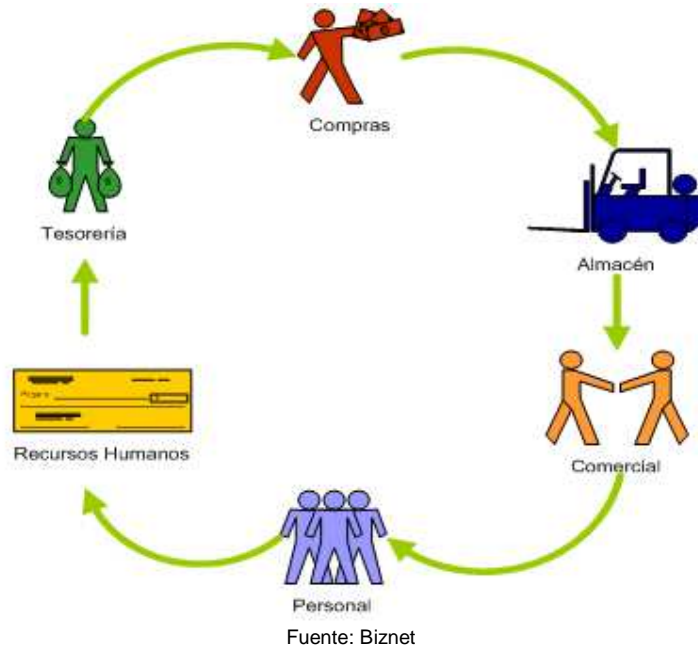 Compras
Almacén
Comercial
Personal
Recursos Humanos
Tesorería
Fuente: Biznet